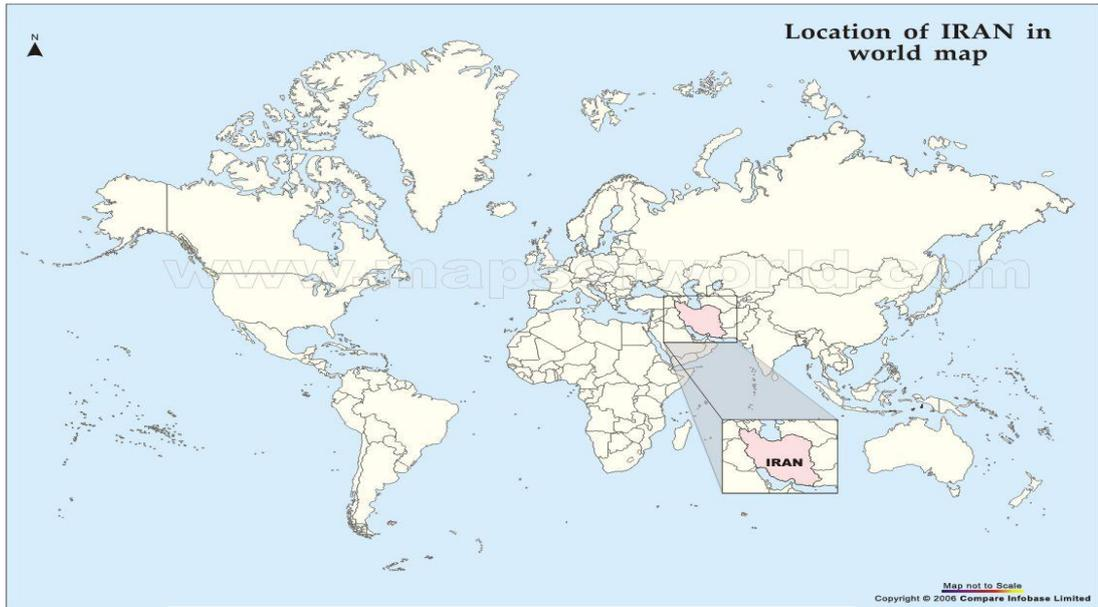 N
Location of IRAN in
world map
www.mapsofworld.com
IRAN
Map not to Scale
Copyright © 2006 Compare Infobase Limited